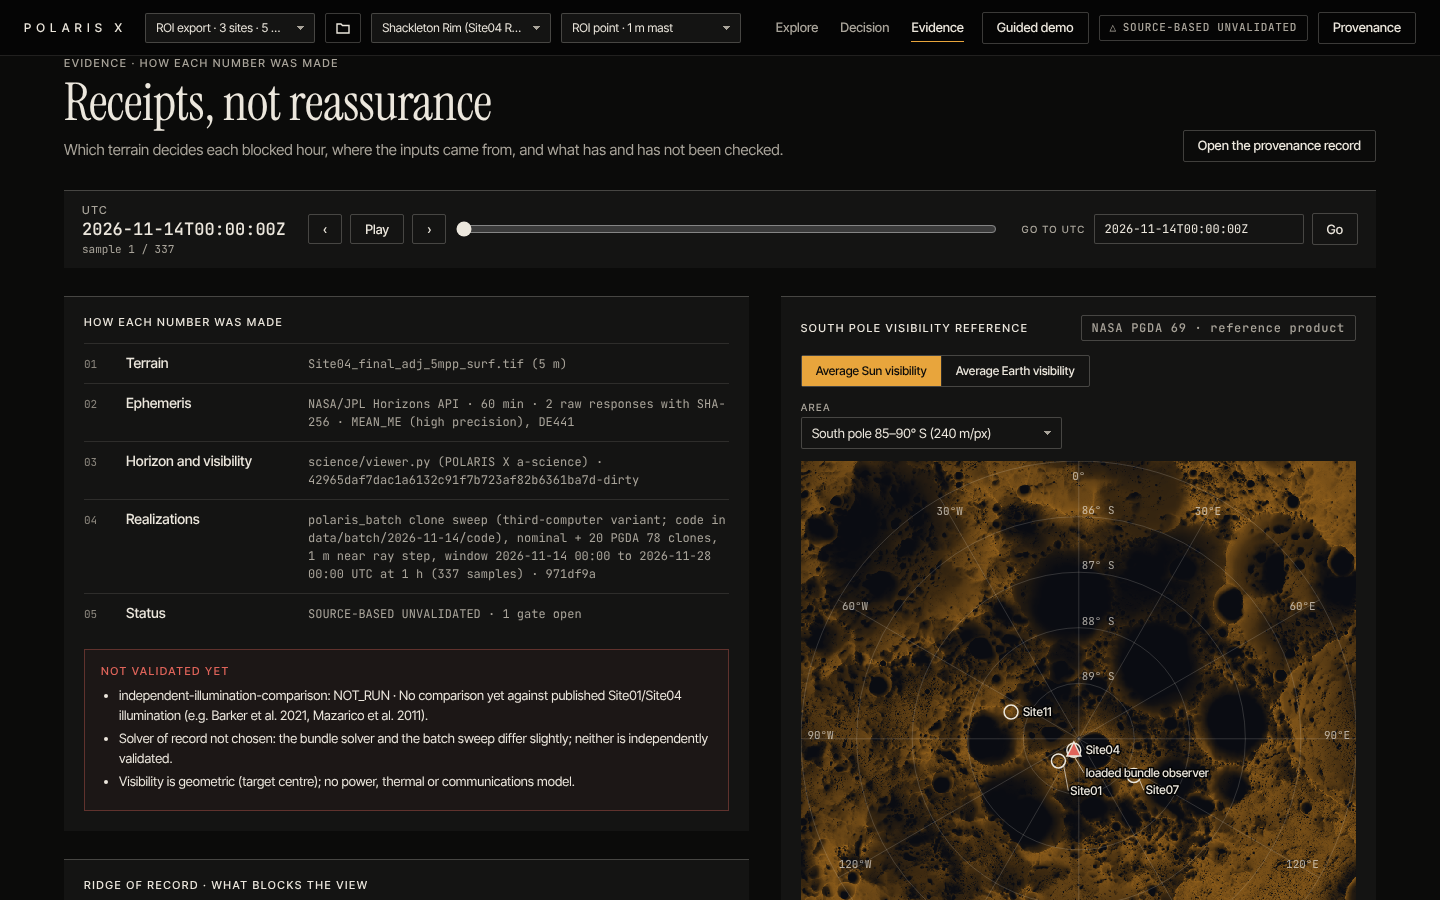 POLARIS X
ROI export · 3 sites · 5 ...
Shackleton Rim (Site04 R...
ROI point · 1 m mast
Explore
Decision
Evidence
Guided demo
△ SOURCE-BASED UNVALIDATED
Provenance
EVIDENCE · HOW EACH NUMBER WAS MADE
Receipts, not reassurance
Which terrain decides each blocked hour, where the inputs came from, and what has and has not been checked.
Open the provenance record
UTC
2026-11-14T00:00:00Z
sample 1 / 337
‹
Play
›
GO TO UTC
2026-11-14T00:00:00Z
Go
HOW EACH NUMBER WAS MADE
01 Terrain Site04_final_adj_5mpp_surf.tif (5 m)
02 Ephemeris NASA/JPL Horizons API · 60 min · 2 raw responses with SHA-
256 · MEAN_ME (high precision), DE441
03 Horizon and visibility science/viewer.py (POLARIS X a-science) ·
42965daf7dac1a6132c91f7b723af82b6361ba7d-dirty
04 Realizations polaris_batch clone sweep (third-computer variant; code in
data/batch/2026-11-14/code), nominal + 20 PGDA 78 clones,
1 m near ray step, window 2026-11-14 00:00 to 2026-11-28
00:00 UTC at 1 h (337 samples) · 971df9a
05 Status SOURCE-BASED UNVALIDATED · 1 gate open
NOT VALIDATED YET
• independent-illumination-comparison: NOT_RUN · No comparison yet against published Site01/Site04
illumination (e.g. Barker et al. 2021, Mazarico et al. 2011).
• Solver of record not chosen: the bundle solver and the batch sweep differ slightly; neither is independently
validated.
• Visibility is geometric (target centre); no power, thermal or communications model.
RIDGE OF RECORD · WHAT BLOCKS THE VIEW
SOUTH POLE VISIBILITY REFERENCE
NASA PGDA 69 · reference product
Average Sun visibility
Average Earth visibility
AREA
South pole 85–90° S (240 m/px)
0°
30°W
86° S
30°E
87° S
60°W
60°E
88° S
89° S
Site11
90°W
90°E
Site04
loaded bundle observer
Site01
Site07
120°W
120°E